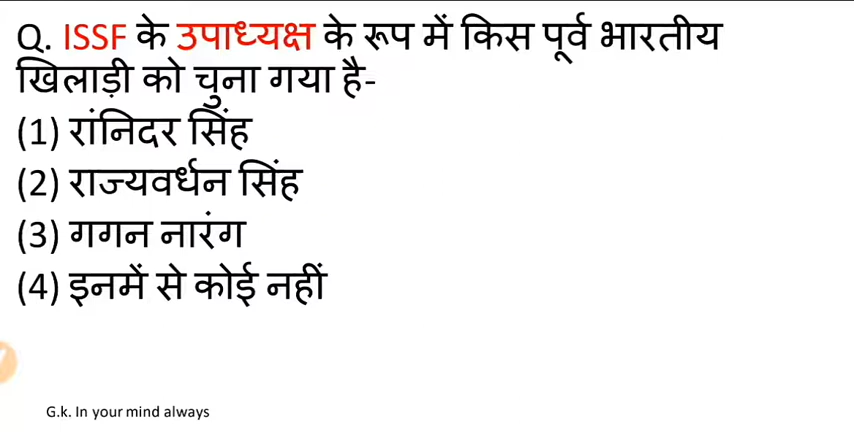 Q. ISSF के उपाध्यक्ष के रूप में किस पूर्व भारतीय
खिलाड़ी को चुना गया है-
(1) रांनिदर सिंह
(2) राज्यवर्धन सिंह
(3) गगन नारंग
(4) इनमें से कोई नहीं
G.k. In your mind always